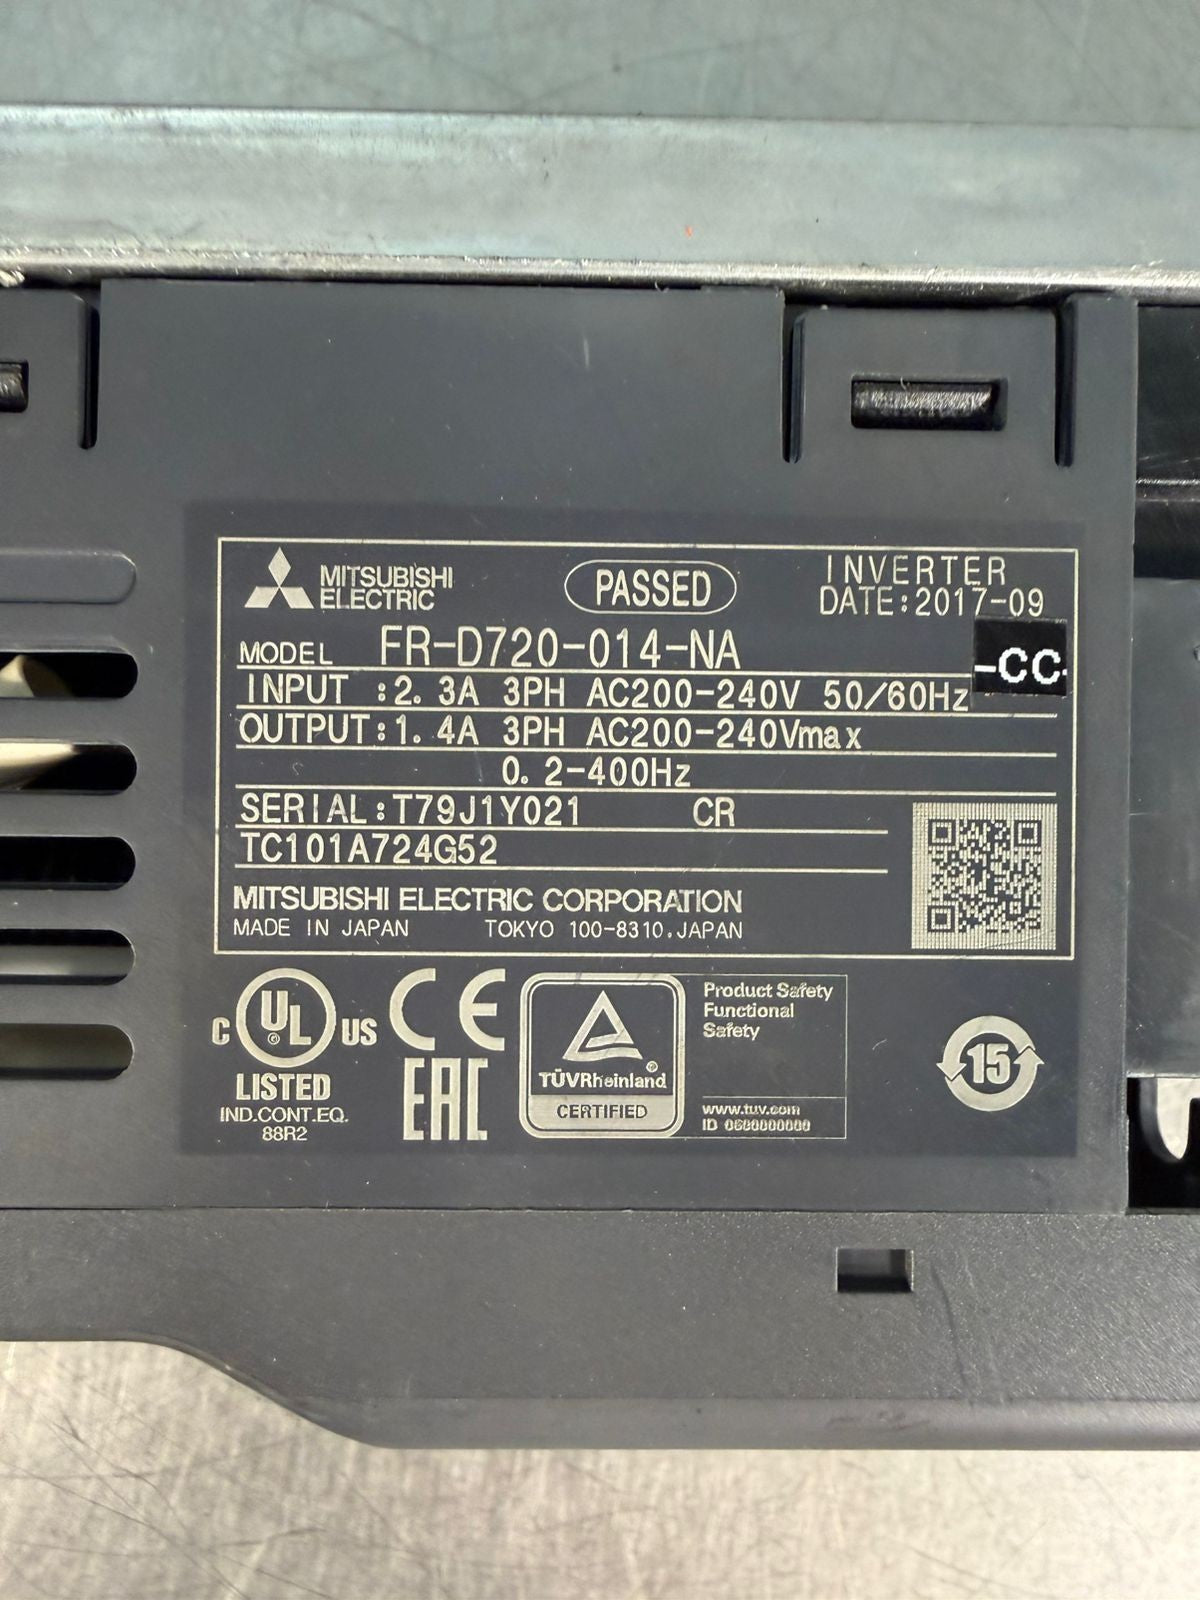 MITSUBISHI
ELECTRIC
PASSED
INVERTER
DATE:2017-09
MODEL FR-D720-014-NA
-CC-
INPUT :2.3A 3PH AC200-240V 50/60Hz
OUTPUT:1.4A 3PH AC200-240Vmax
0.2-400Hz
SERIAL:T79J1Y021 CR
TC101A724G52
MITSUBISHI ELECTRIC CORPORATION
MADE IN JAPAN TOKYO 100-8310.JAPAN
C UL US
LISTED
IND.CONT.EQ.
88R2
CE
EAC
TÜVRheinland
CERTIFIED
Product Safety
Functional
Safety
www.tuv.com
ID 0600000000
15